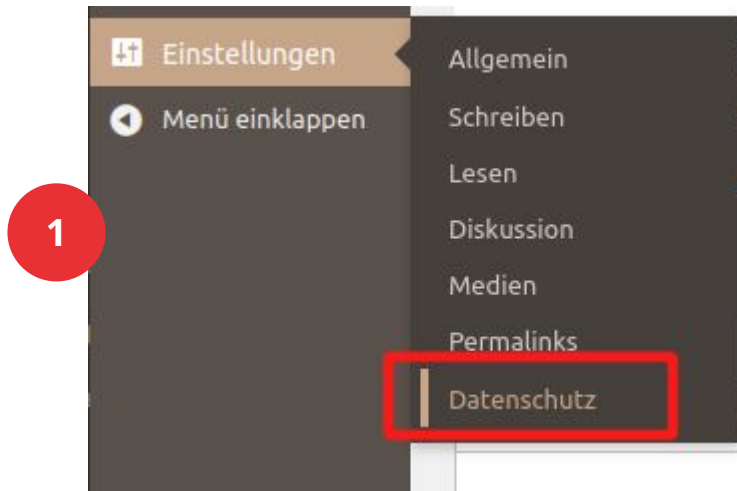 Einstellungen
Menü einklappen
Allgemein
Schreiben
Lesen
Diskussion
Medien
Permalinks
Datenschutz
1